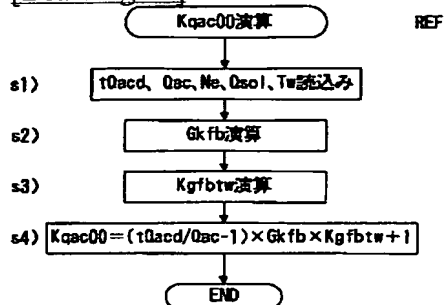 Kqac00演算
REF
s1) tQacd、Qac、Ne、Qsol、Tw読込み
s2) Gkfb演算
s3) Kgfbtw演算
s4) Kqac00=(tQacd/Qac-1)×Gkfb×Kgfbtw+1
END